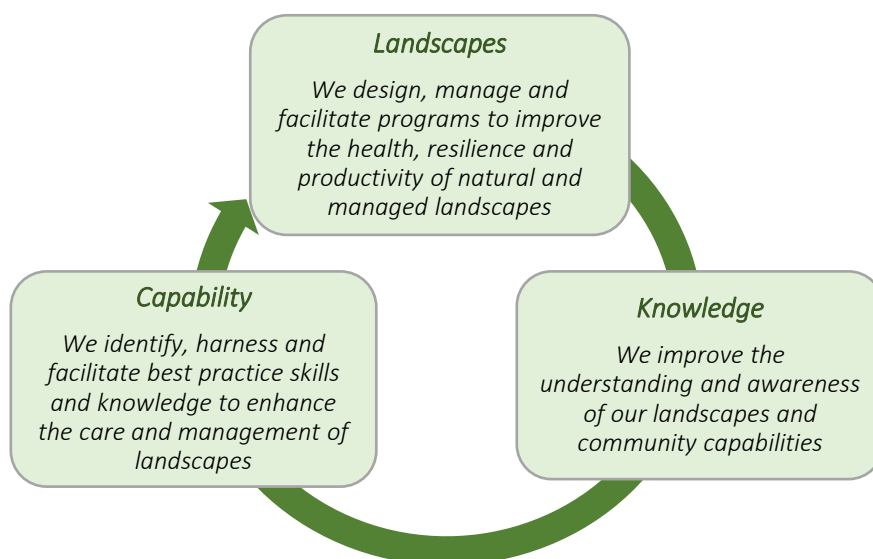 Landscapes
We design, manage and
facilitate programs to improve
the health, resilience and
productivity of natural and
managed landscapes
Capability
We identify, harness and
facilitate best practice skills
and knowledge to enhance
the care and management of
landscapes
Knowledge
We improve the
understanding and awareness
of our landscapes and
community capabilities